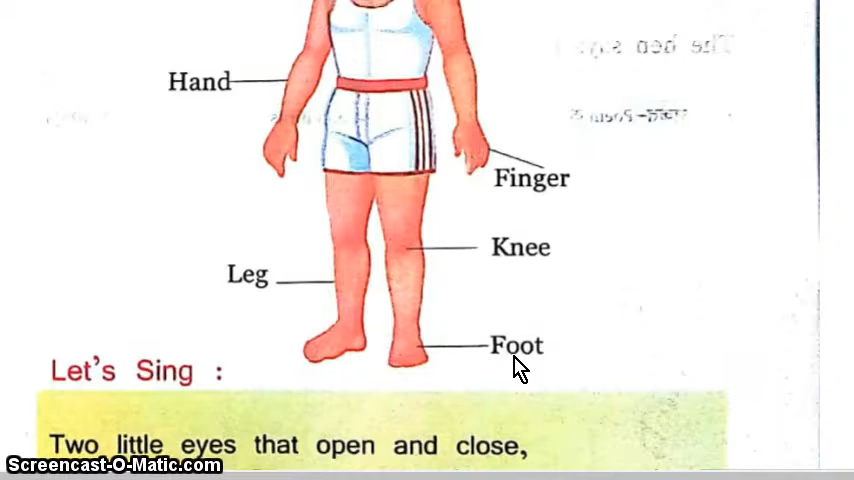 Hand
Finger
Knee
Leg
Foot
Let's Sing :
Two little eyes that open and close,
Screencast-O-Matic.com